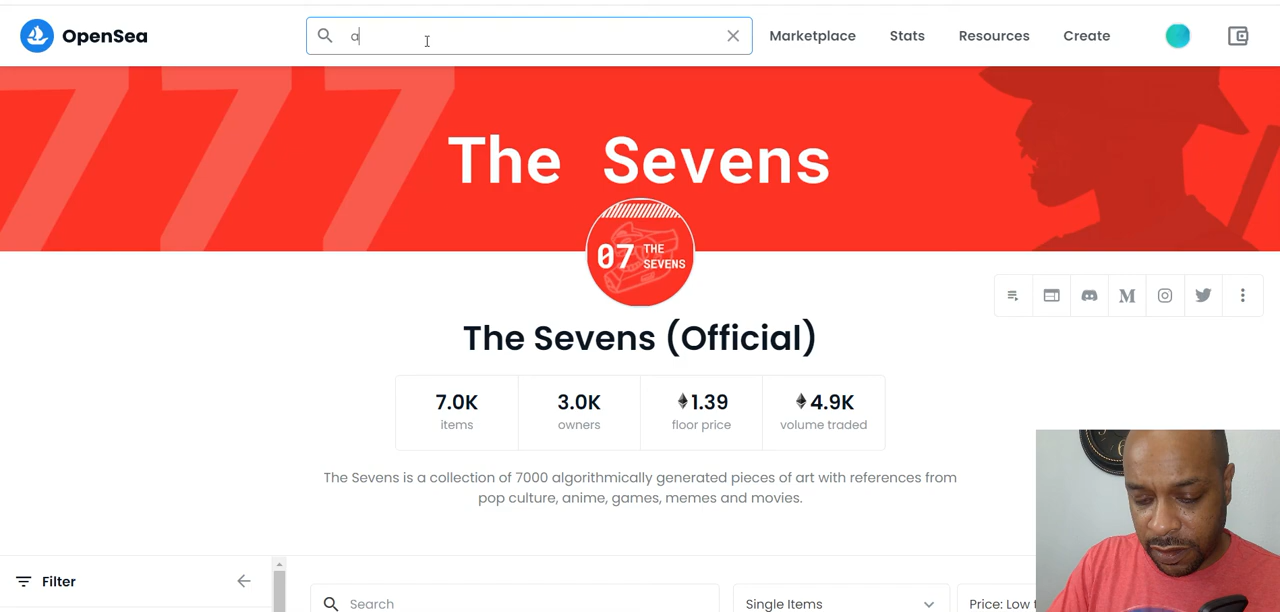 OpenSea
a
Marketplace
Stats
Resources
Create
777
The Sevens
07 THE
SEVENS
The Sevens (Official)
7.0K
items
3.0K
owners
1.39
floor price
4.9K
volume traded
The Sevens is a collection of 7000 algorithmically generated pieces of art with references from
pop culture, anime, games, memes and movies.
Filter
Search
Single Items
Price: Low t